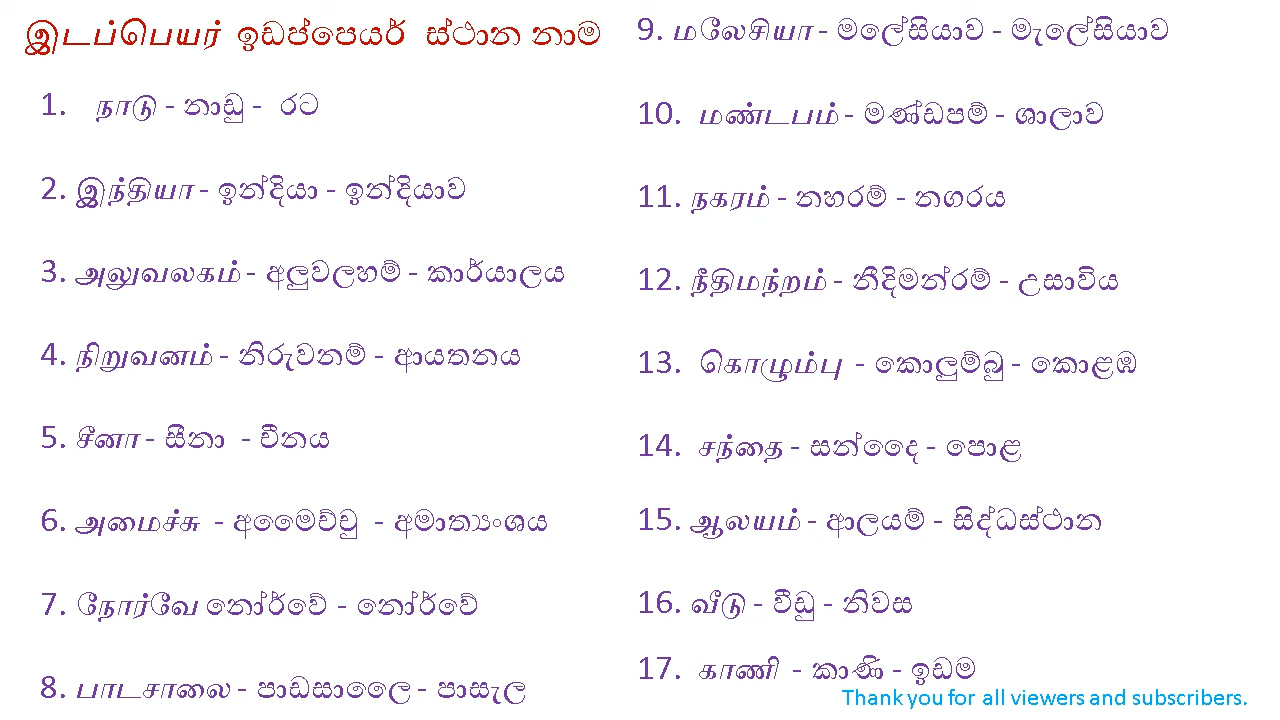 இடப்பெயர் ඉඩප්පෙයර් ස්ථාන නාම
1. நாடு - නාඩු - රට
2. இந்தியா - ඉන්දියා - ඉන්දියාව
3. அலுவலகம் - අලුවලහම් - කාර්යාලය
4. நிறுவனம் - නිරුවනම් - ආයතනය
5. சீனா - සීනා - චීනය
6. அமைச்சு - අමෛච්චු - අමාත්‍යංශය
7. நோர்வே නෝර්වේ - නෝර්වේ
8. பாடசாலை - පාඩසාලෛ - පාසැල
9. மலேசியா - මලේසියාව - මැලේසියාව
10. மண்டபம் - මණ්ඩපම් - ශාලාව
11. நகரம் - නහරම් - නගරය
12. நீதிமந்றம் - නීදිමන්රම් - උසාවිය
13. கொழும்பு - කොලුම්බු - කොළඹ
14. சந்தை - සන්දෛ - පොළ
15. ஆலயம் - ආලයම් - සිද්ධස්ථාන
16. வீடு - වීඩු - නිවස
17. காணி - කාණි - ඉඩම
Thank you for all viewers and subscribers.